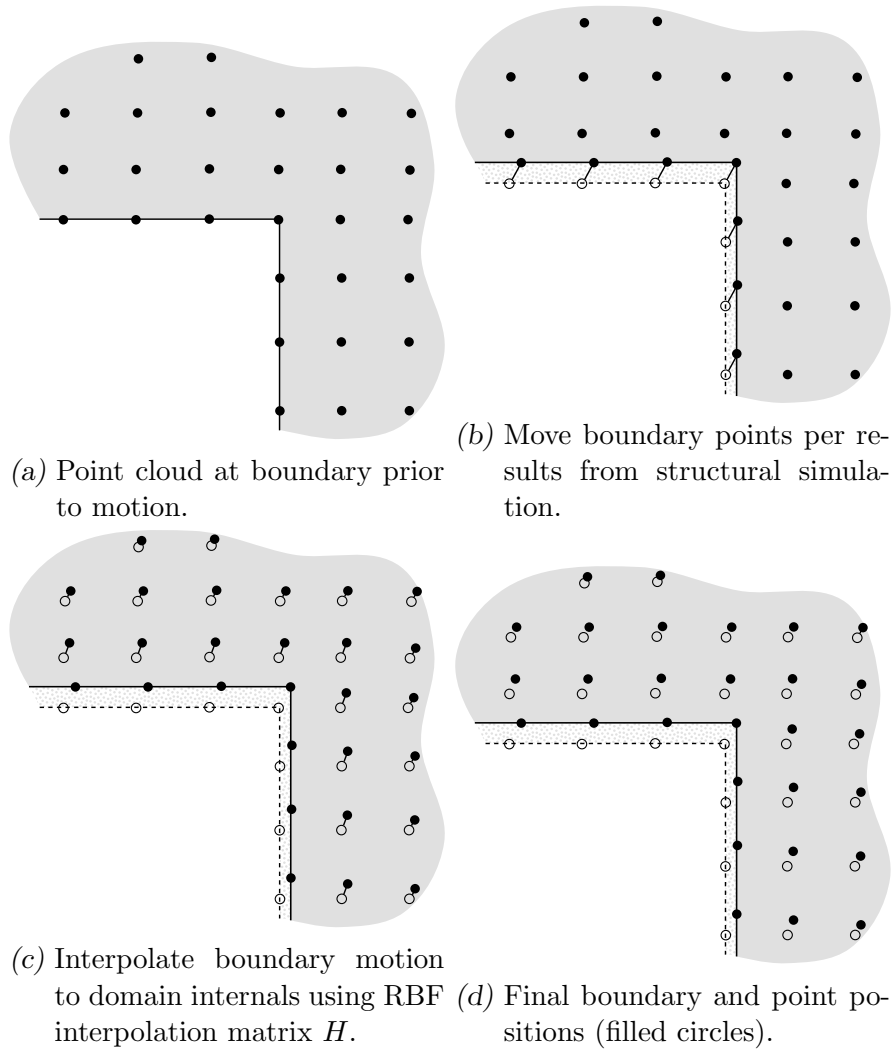 (a) Point cloud at boundary prior
to motion.
(b) Move boundary points per re-
sults from structural simula-
tion.
(c) Interpolate boundary motion
to domain internals using RBF
interpolation matrix H.
(d) Final boundary and point po-
sitions (filled circles).